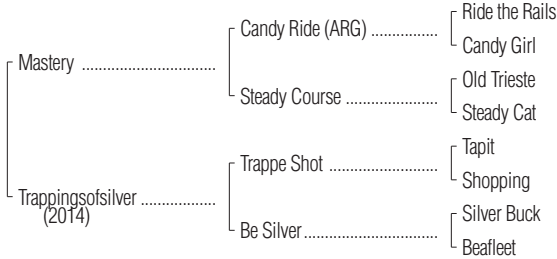 Ride the Rails
Candy Ride (ARG) ................
Candy Girl
Mastery ................................
Old Trieste
Steady Course ......................
Steady Cat
Tapit
Trappe Shot ..........................
Shopping
Trappingsofsilver ..................
(2014)
Silver Buck
Be Silver................................
Beafleet